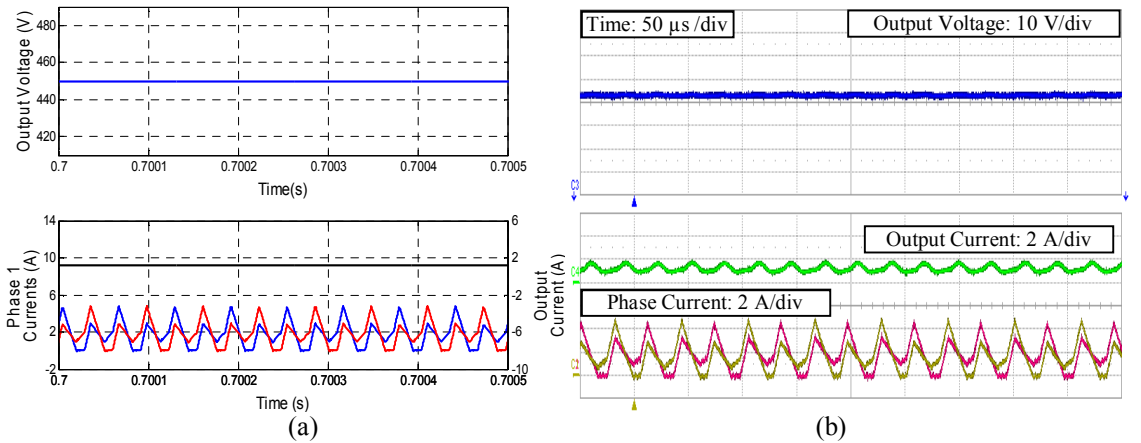 Output Voltage (V)
480
460
440
420
0.7
0.7001
0.7002
0.7003
0.7004
0.7005
Time(s)
Phase 1
Currents (A)
14
10
6
2
-2
6
2
-2
-6
-10
Output
Current (A)
0.7
0.7001
0.7002
0.7003
0.7004
0.7005
Time (s)
(a)
Time: 50 µs /div
Output Voltage: 10 V/div
C3
Output Current: 2 A/div
C4
Phase Current: 2 A/div
C2
(b)